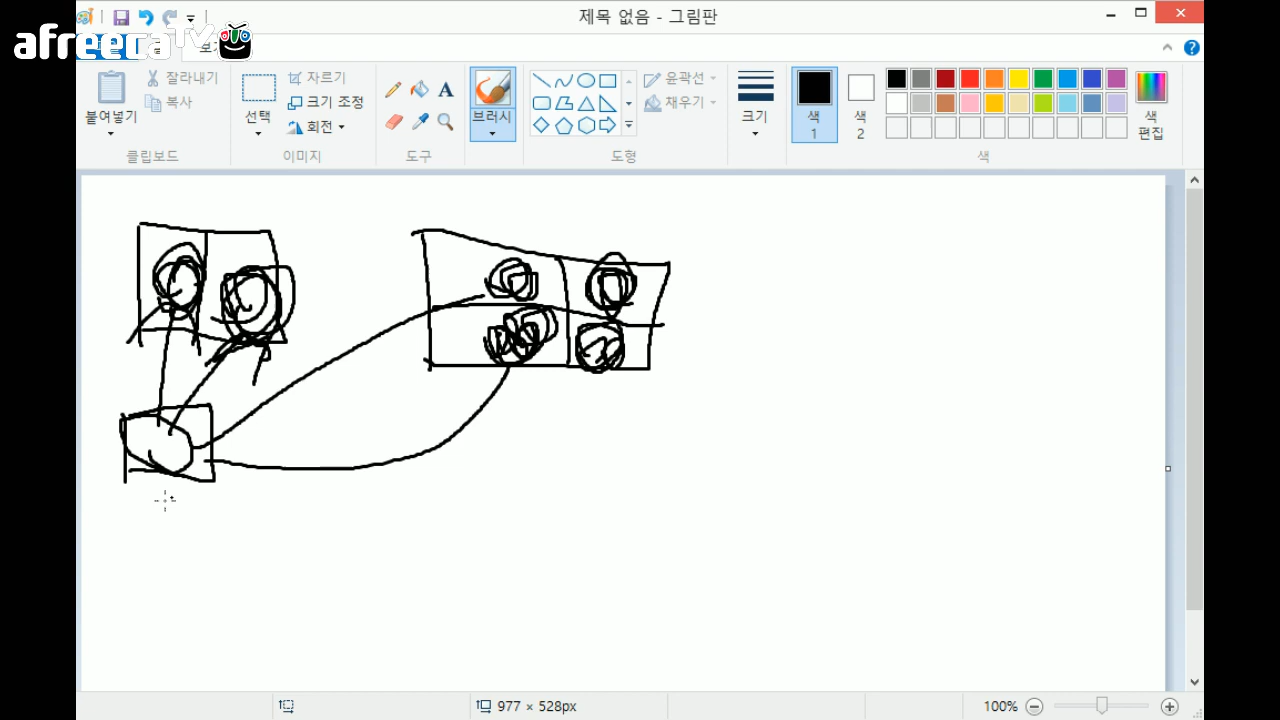 제목 없음 - 그림판
afreecaTV
붙여넣기
잘라내기
복사
클립보드
선택
자르기
크기 조정
회전
이미지
A
도구
브러시
윤곽선
채우기
도형
크기
색 1
색 2
색 편집
색
977 × 528px
100%